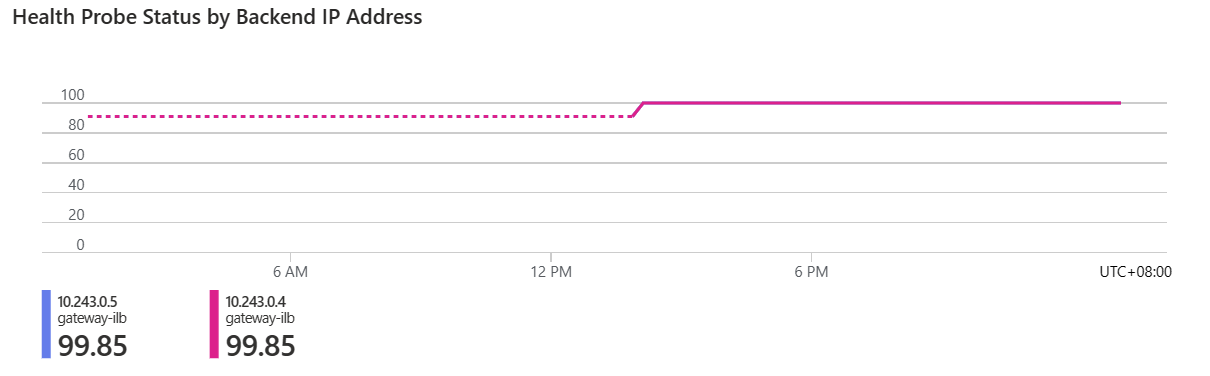 Health Probe Status by Backend IP Address
100
80
60
40
20
0
6 AM
12 PM
6 PM
UTC+08:00
10.243.0.5
gateway-ilb
99.85
10.243.0.4
gateway-ilb
99.85